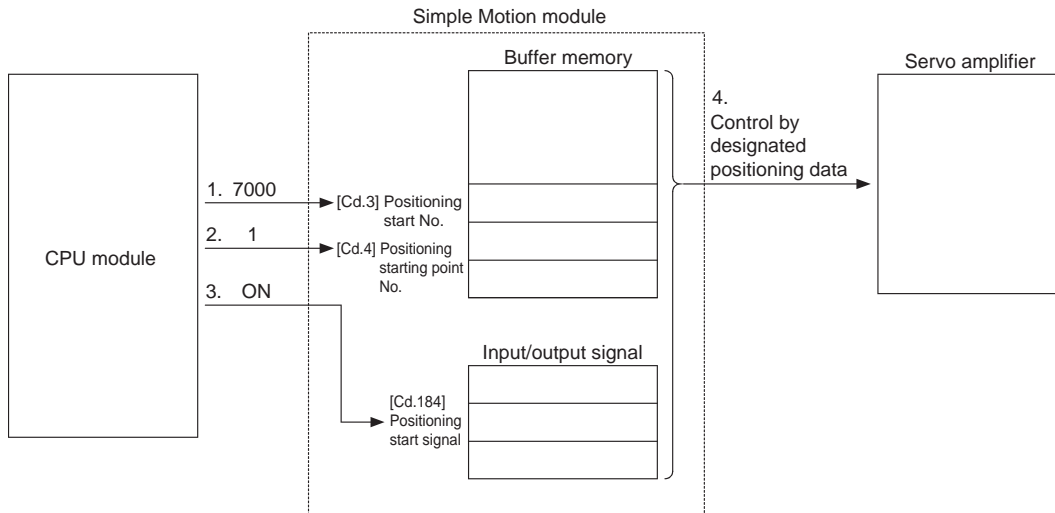 Simple Motion module
Buffer memory
Servo amplifier
CPU module
1. 7000
[Cd.3] Positioning
start No.
2. 1
[Cd.4] Positioning
starting point
No.
3. ON
Input/output signal
[Cd.184]
Positioning
start signal
4.
Control by
designated
positioning data